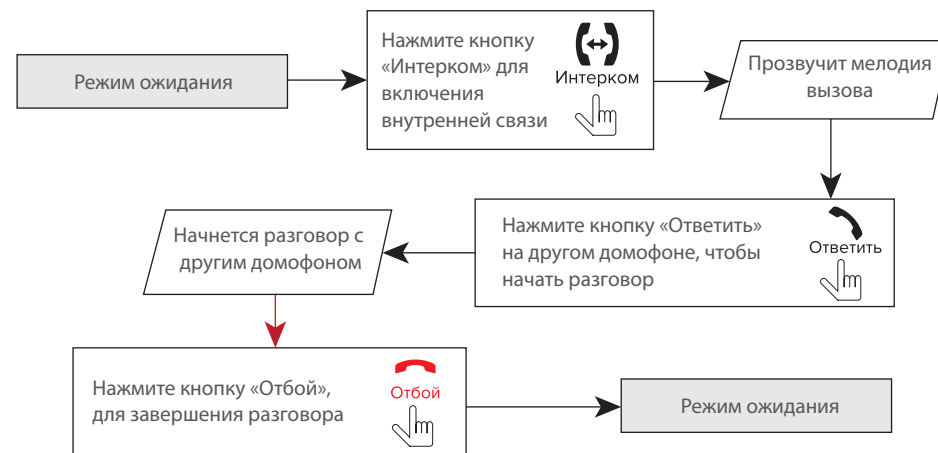 Режим ожидания
Нажмите кнопку
«Интерком» для
включения
внутренней связи
Интерком
Прозвучит мелодия
вызова
Нажмите кнопку «Ответить»
на другом домофоне, чтобы
начать разговор
Ответить
Начнется разговор с
другим домофоном
Нажмите кнопку «Отбой»,
для завершения разговора
Отбой
Режим ожидания